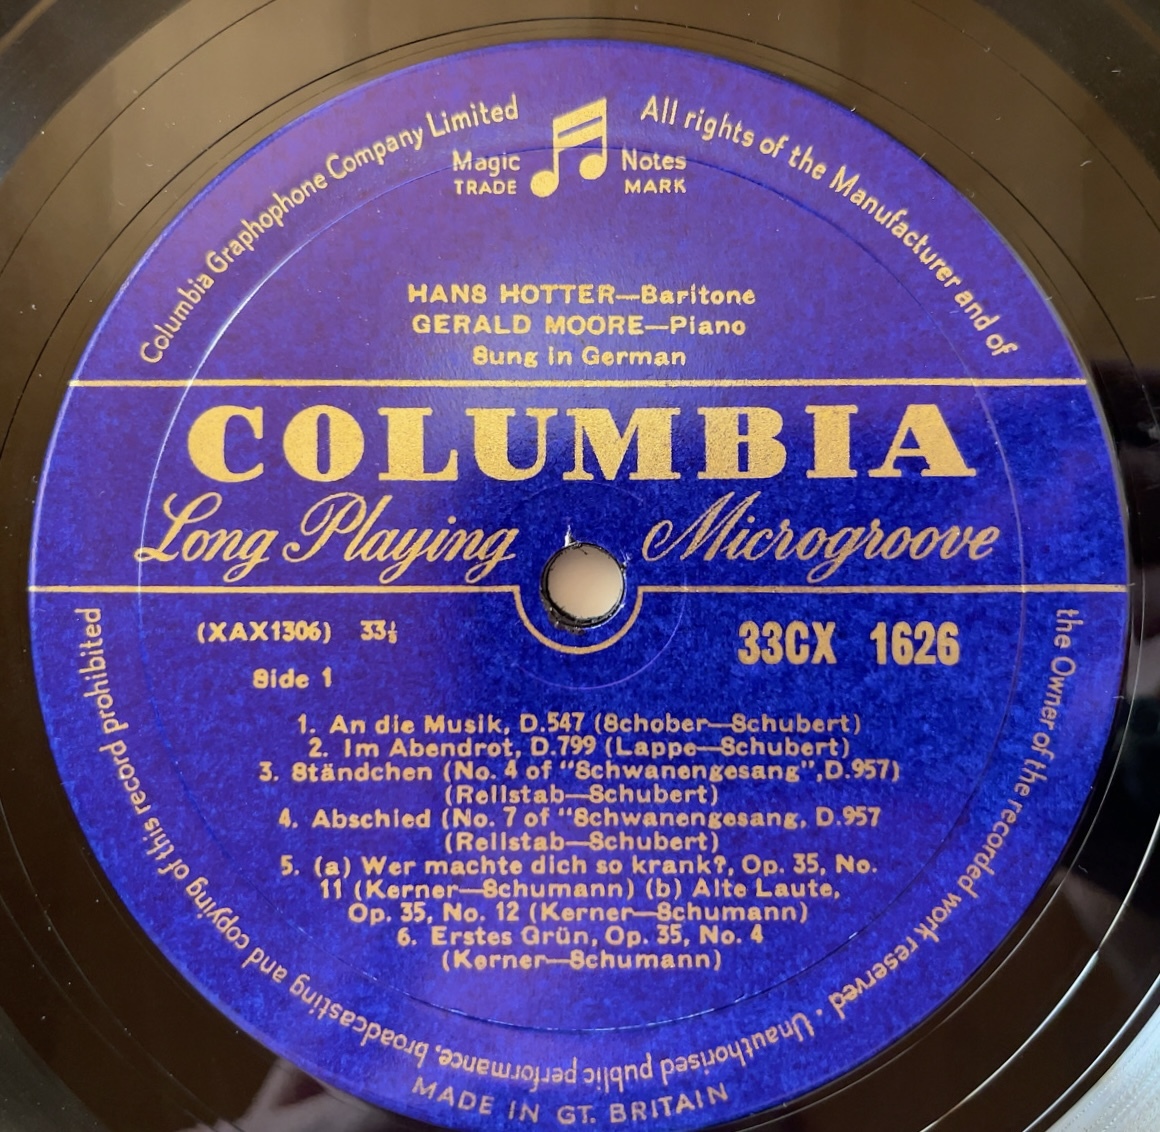 Columbia Graphophone Company Limited
All rights of the Manufacturer and of
the Owner of the recorded work reserved · Unauthorised public performance, broadcasting and copying of this record prohibited
Magic Notes
TRADE MARK
HANS HOTTER—Baritone
GERALD MOORE—Piano
Sung in German
COLUMBIA
Long Playing Microgroove
(XAX1306) 33⅓
33CX 1626
Side 1
1. An die Musik, D.547 (Schober—Schubert)
2. Im Abendrot, D.799 (Lappe—Schubert)
3. Ständchen (No. 4 of "Schwanengesang",D.957)
(Rellstab—Schubert)
4. Abschied (No. 7 of "Schwanengesang, D.957
(Rellstab—Schubert)
5. (a) Wer machte dich so krank?, Op. 35, No.
11 (Kerner—Schumann) (b) Alte Laute,
Op. 35, No. 12 (Kerner—Schumann)
6. Erstes Grün, Op. 35, No. 4
(Kerner—Schumann)
MADE IN GT. BRITAIN